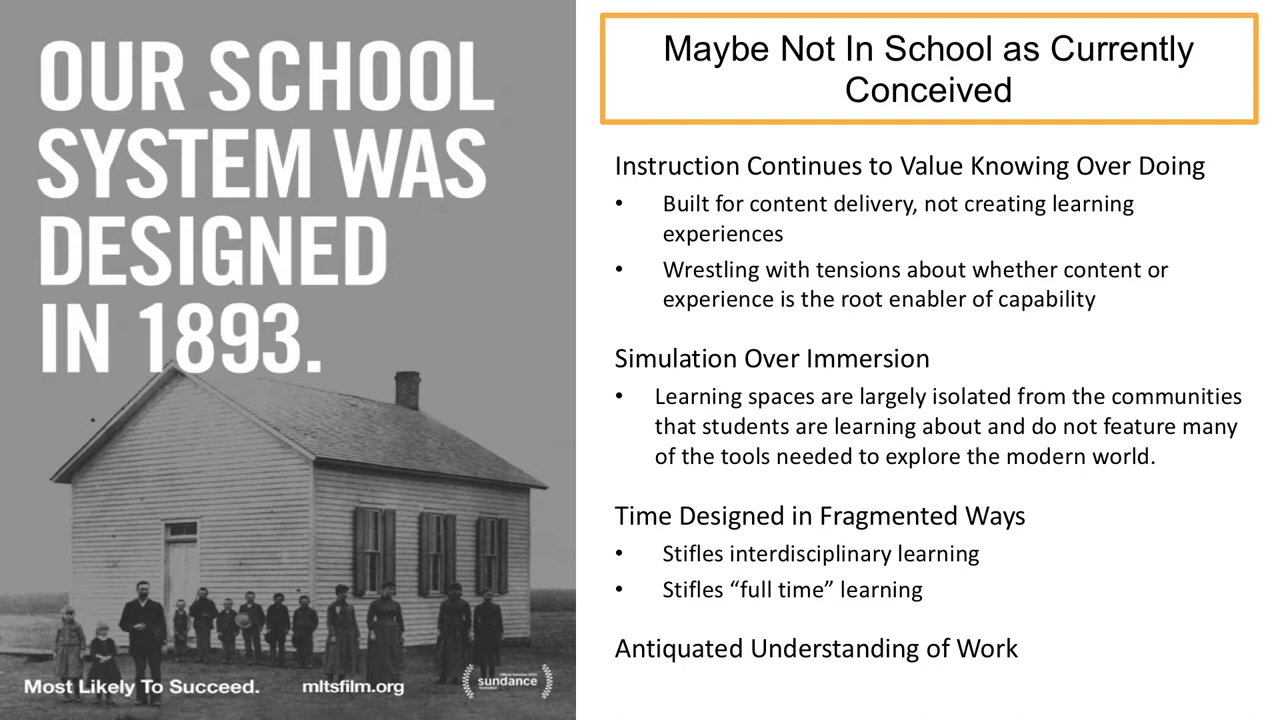 OUR SCHOOL
SYSTEM WAS
DESIGNED
IN 1893.
Most Likely To Succeed.
mltsfilm.org
sundance
Maybe Not In School as Currently
Conceived
Instruction Continues to Value Knowing Over Doing
• Built for content delivery, not creating learning
experiences
• Wrestling with tensions about whether content or
experience is the root enabler of capability
Simulation Over Immersion
• Learning spaces are largely isolated from the communities
that students are learning about and do not feature many
of the tools needed to explore the modern world.
Time Designed in Fragmented Ways
• Stifles interdisciplinary learning
• Stifles “full time” learning
Antiquated Understanding of Work